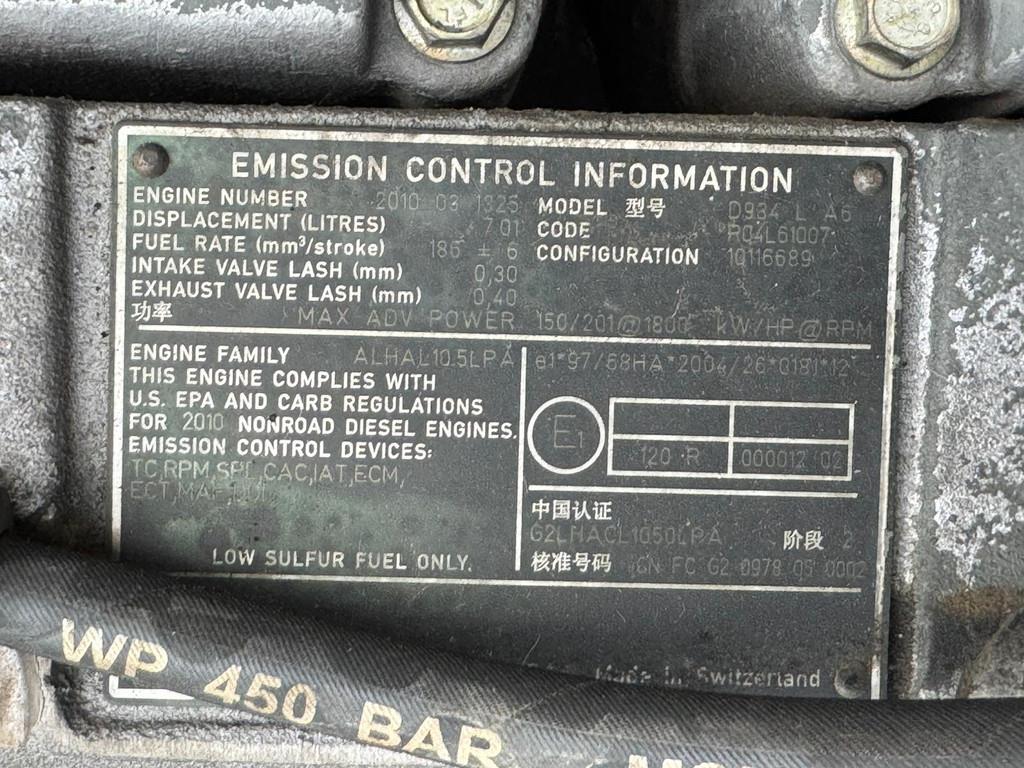 EMISSION CONTROL INFORMATION
ENGINE NUMBER 2010 03 1325
DISPLACEMENT (LITRES) 7.01
FUEL RATE (mm³/stroke) 186 ± 6
INTAKE VALVE LASH (mm) 0,30
EXHAUST VALVE LASH (mm) 0,40
MODEL 型号 D934 L A6
CODE R04L61007
CONFIGURATION 10116689
功率 MAX ADV POWER 150/201@1800 kW/HP@RPM
ENGINE FAMILY ALHAL10.5LPA
THIS ENGINE COMPLIES WITH
U.S. EPA AND CARB REGULATIONS
FOR 2010 NONROAD DIESEL ENGINES.
EMISSION CONTROL DEVICES:
TC,RPM,SPL,CAC,IAT,ECM,
ECT,MAF,DDI
LOW SULFUR FUEL ONLY.
e1*97/68HA*2004/26*0181*12
E1
120 R 000012 02
中国认证
G2LHACL1050LPA 阶段 2
核准号码 CN FC G2 0978 05 0002
Made in Switzerland
WP 450 BAR